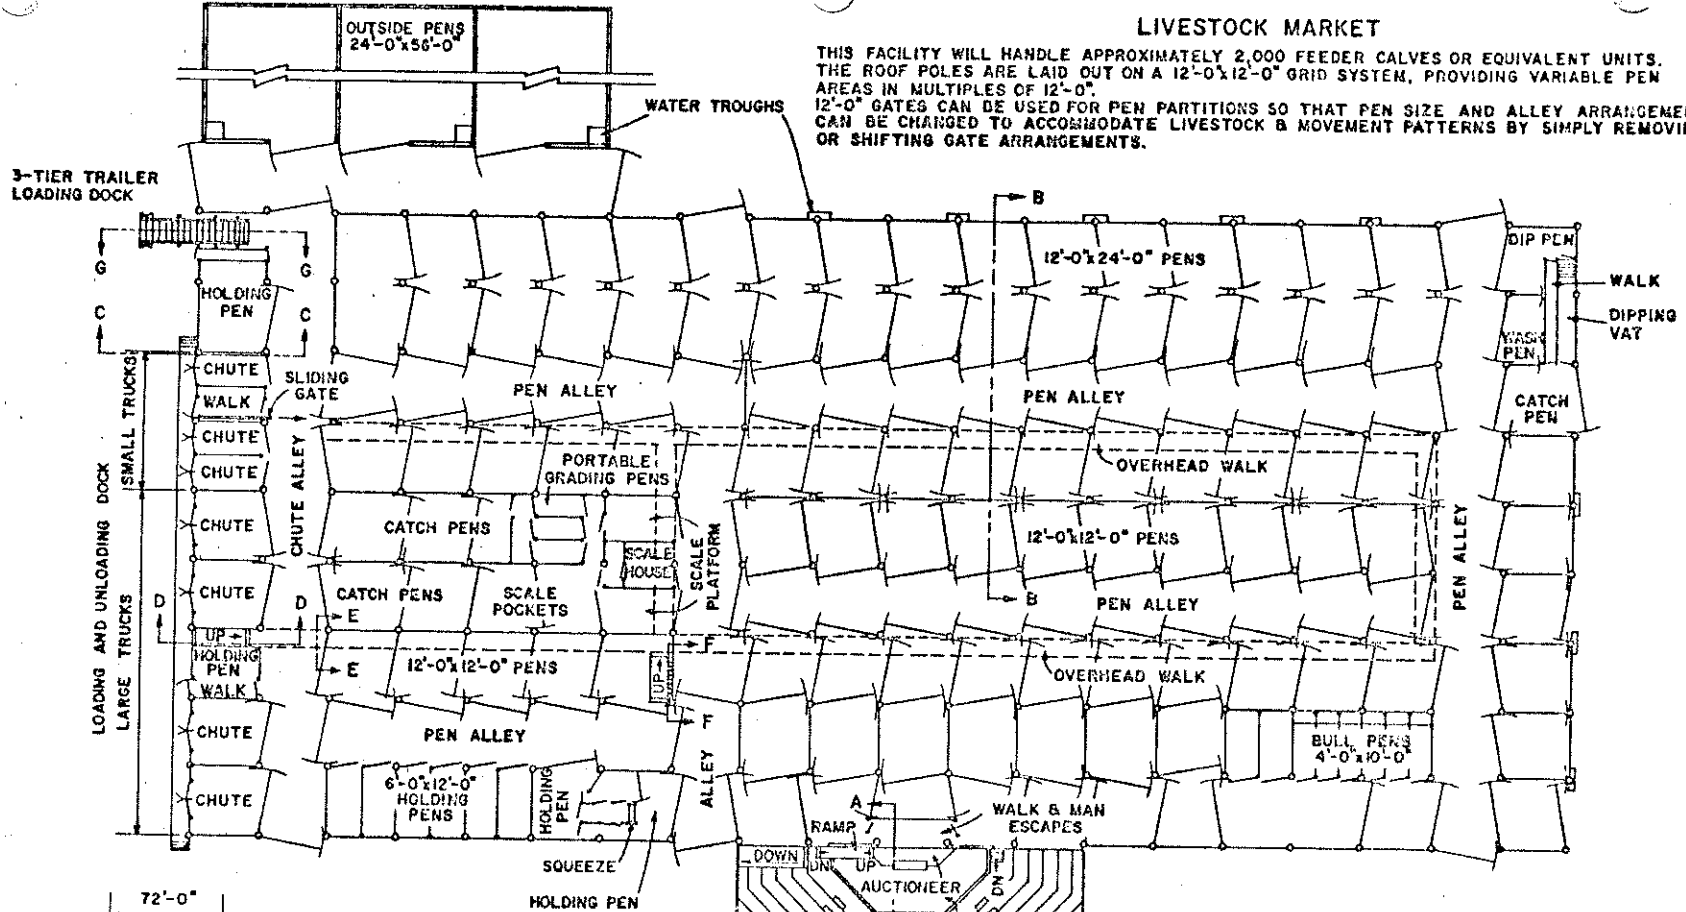 LIVESTOCK MARKET
THIS FACILITY WILL HANDLE APPROXIMATELY 2,000 FEEDER CALVES OR EQUIVALENT UNITS.
THE ROOF POLES ARE LAID OUT ON A 12'-0"x12'-0" GRID SYSTEM, PROVIDING VARIABLE PEN
AREAS IN MULTIPLES OF 12'-0".
12'-0" GATES CAN BE USED FOR PEN PARTITIONS SO THAT PEN SIZE AND ALLEY ARRANGEME
CAN BE CHANGED TO ACCOMMODATE LIVESTOCK & MOVEMENT PATTERNS BY SIMPLY REMOVI
OR SHIFTING GATE ARRANGEMENTS.
OUTSIDE PENS
24'-0"x56'-0"
WATER TROUGHS
3-TIER TRAILER
LOADING DOCK
B
G
G
C
C
HOLDING
PEN
12'-0"x24'-0" PENS
DIP PEN
WALK
DIPPING
VAT
WASH
PEN
CHUTE
SLIDING
GATE
WALK
CHUTE
CHUTE
CHUTE
CHUTE
SMALL TRUCKS
LOADING AND UNLOADING DOCK
LARGE TRUCKS
CHUTE ALLEY
PEN ALLEY
PEN ALLEY
CATCH
PEN
PORTABLE
GRADING PENS
OVERHEAD WALK
CATCH PENS
SCALE
HOUSE
SCALE
PLATFORM
12'-0"x12'-0" PENS
PEN ALLEY
CATCH PENS
SCALE
POCKETS
B
PEN ALLEY
D
D
E
E
UP
HOLDING
PEN
WALK
12'-0"x12'-0" PENS
UP
F
F
OVERHEAD WALK
CHUTE
PEN ALLEY
ALLEY
BULL PENS
4'-0"x10'-0"
CHUTE
6'-0"x12'-0"
HOLDING
PENS
HOLDING
PEN
A
WALK & MAN
ESCAPES
RAMP
SQUEEZE
DOWN
DN
UP
AUCTIONEER
DN
72'-0"
HOLDING PEN